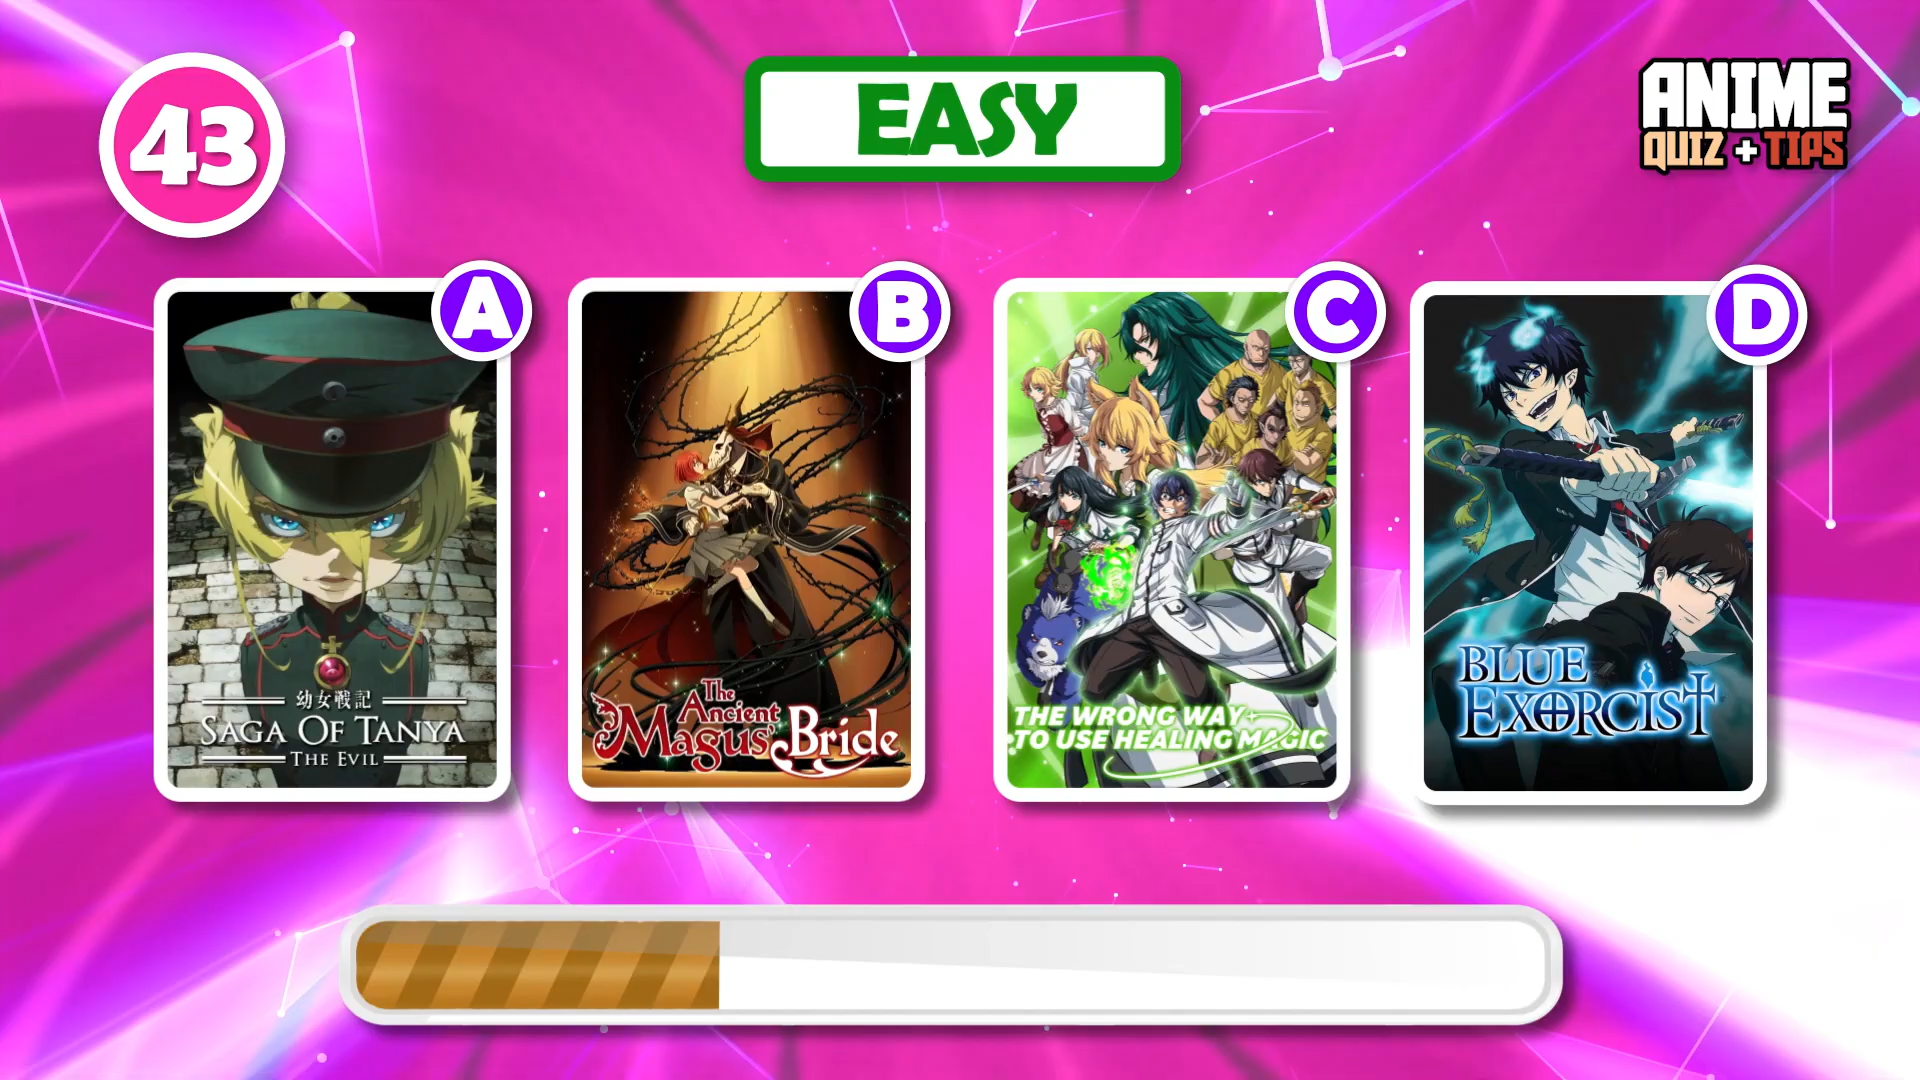 43
EASY
ANIME
QUIZ + TIPS
A
B
C
D
幼女戦記
SAGA OF TANYA
THE EVIL
The
Ancient
Magus' Bride
THE WRONG WAY
TO USE HEALING MAGIC
BLUE
EXORCIST